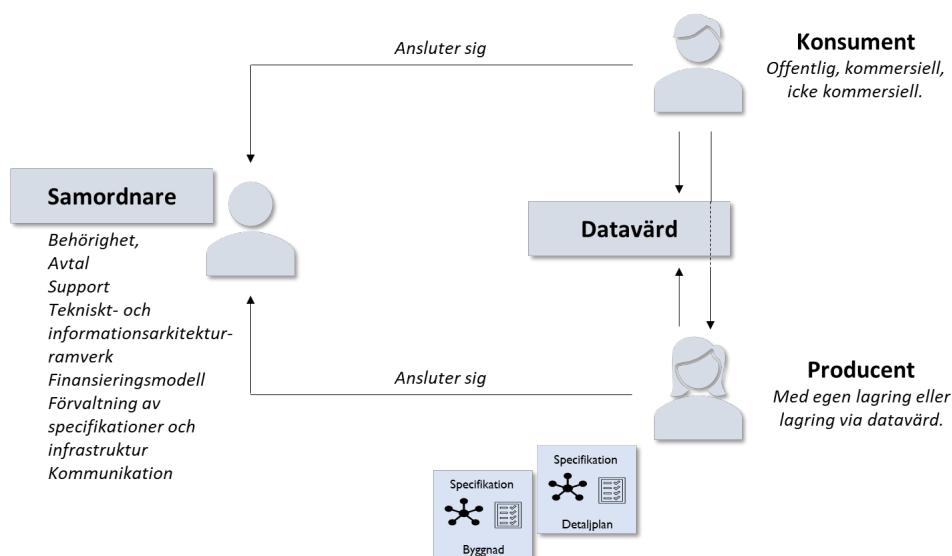 Ansluter sig
Konsument
Offentlig, kommersiell,
icke kommersiell.
Samordnare
Behörighet,
Avtal
Support
Tekniskt- och
informationsarkitektur-
ramverk
Finansieringsmodell
Förvaltning av
specifikationer och
infrastruktur
Kommunikation
Datavärd
Ansluter sig
Producent
Med egen lagring eller
lagring via datavärd.
Specifikation
Byggnad
Specifikation
Detaljplan